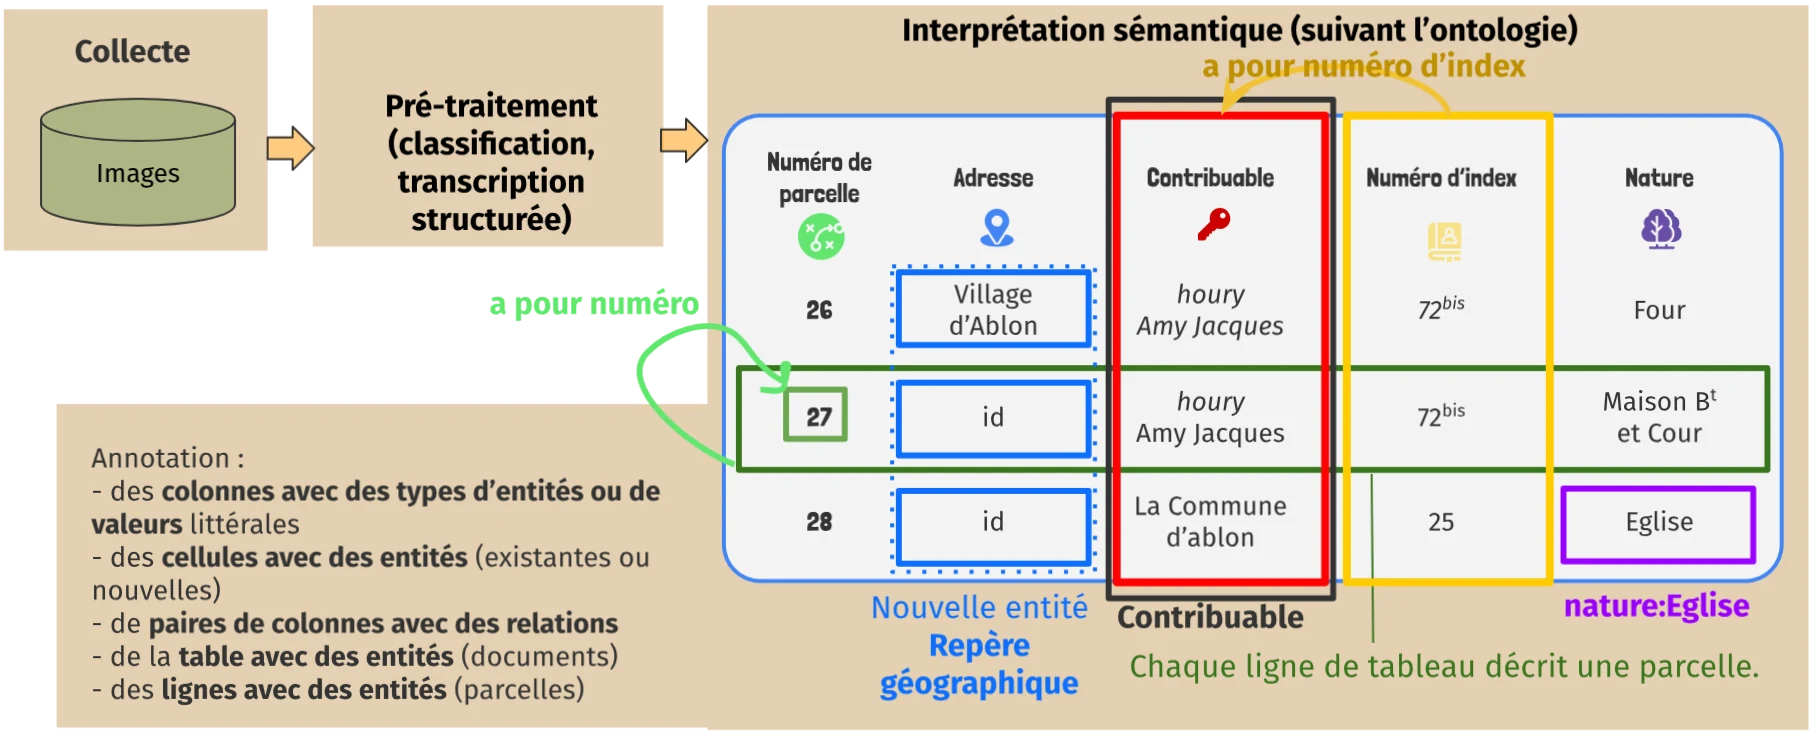 Collecte
Images
Pré-traitement
(classification,
transcription
structurée)
Interprétation sémantique (suivant l'ontologie)
a pour numéro d'index
Numéro de
parcelle
Adresse
Contribuable
Numéro d'index
Nature
26
Village
d'Ablon
houry
Amy Jacques
72bis
Four
a pour numéro
27
id
houry
Amy Jacques
72bis
Maison Bt
et Cour
28
id
La Commune
d'ablon
25
Eglise
Nouvelle entité
Repère
géographique
Contribuable
nature:Eglise
Chaque ligne de tableau décrit une parcelle.
Annotation :
- des colonnes avec des types d'entités ou de
valeurs littérales
- des cellules avec des entités (existantes ou
nouvelles)
- de paires de colonnes avec des relations
- de la table avec des entités (documents)
- des lignes avec des entités (parcelles)